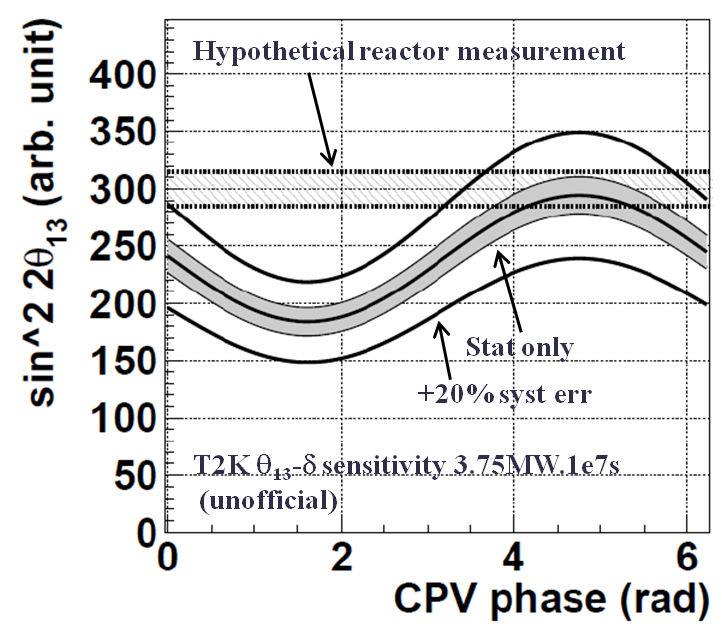 Hypothetical reactor measurement
sin^2 2θ13 (arb. unit)
400
350
300
250
200
150
100
50
0
Stat only
+20% syst err
T2K θ13-δ sensitivity 3.75MW.1e7s
(unofficial)
0 2 4 6
CPV phase (rad)